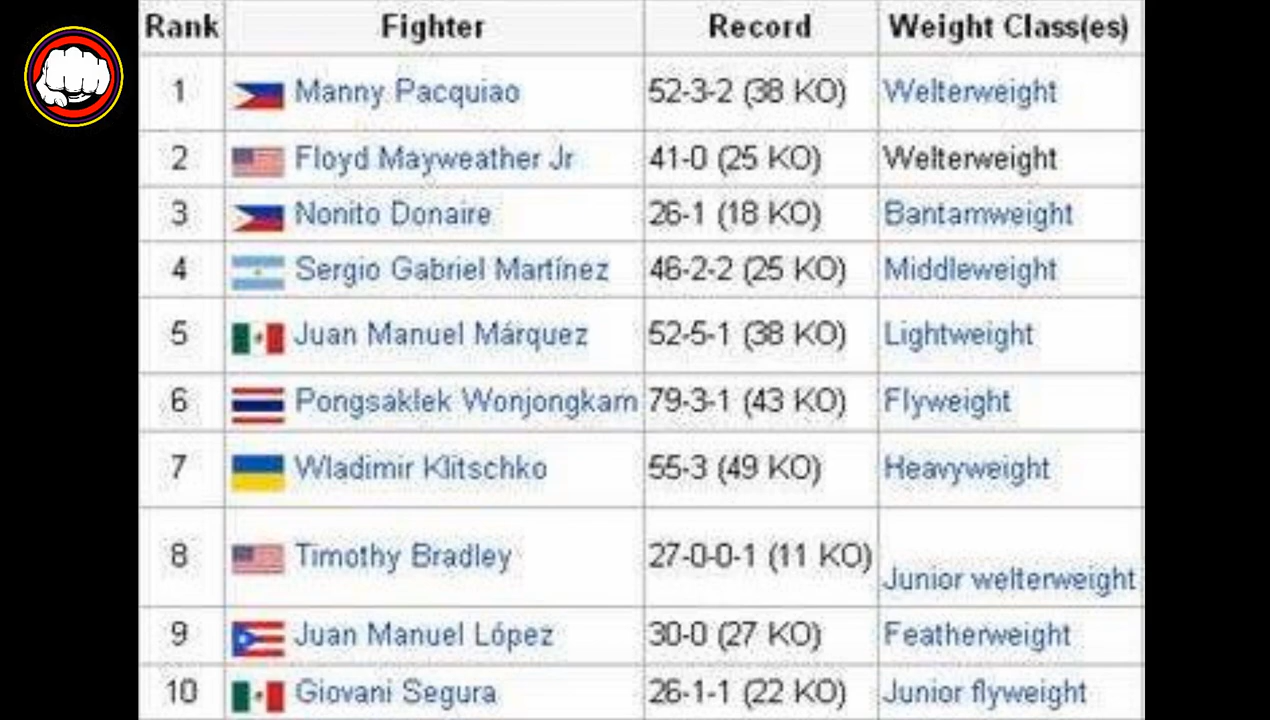 Rank Fighter Record Weight Class(es)
1 Manny Pacquiao 52-3-2 (38 KO) Welterweight
2 Floyd Mayweather Jr 41-0 (25 KO) Welterweight
3 Nonito Donaire 26-1 (18 KO) Bantamweight
4 Sergio Gabriel Martínez 46-2-2 (25 KO) Middleweight
5 Juan Manuel Márquez 52-5-1 (38 KO) Lightweight
6 Pongsaklek Wonjongkam 79-3-1 (43 KO) Flyweight
7 Wladimir Klitschko 55-3 (49 KO) Heavyweight
8 Timothy Bradley 27-0-0-1 (11 KO) Junior welterweight
9 Juan Manuel López 30-0 (27 KO) Featherweight
10 Giovani Segura 26-1-1 (22 KO) Junior flyweight